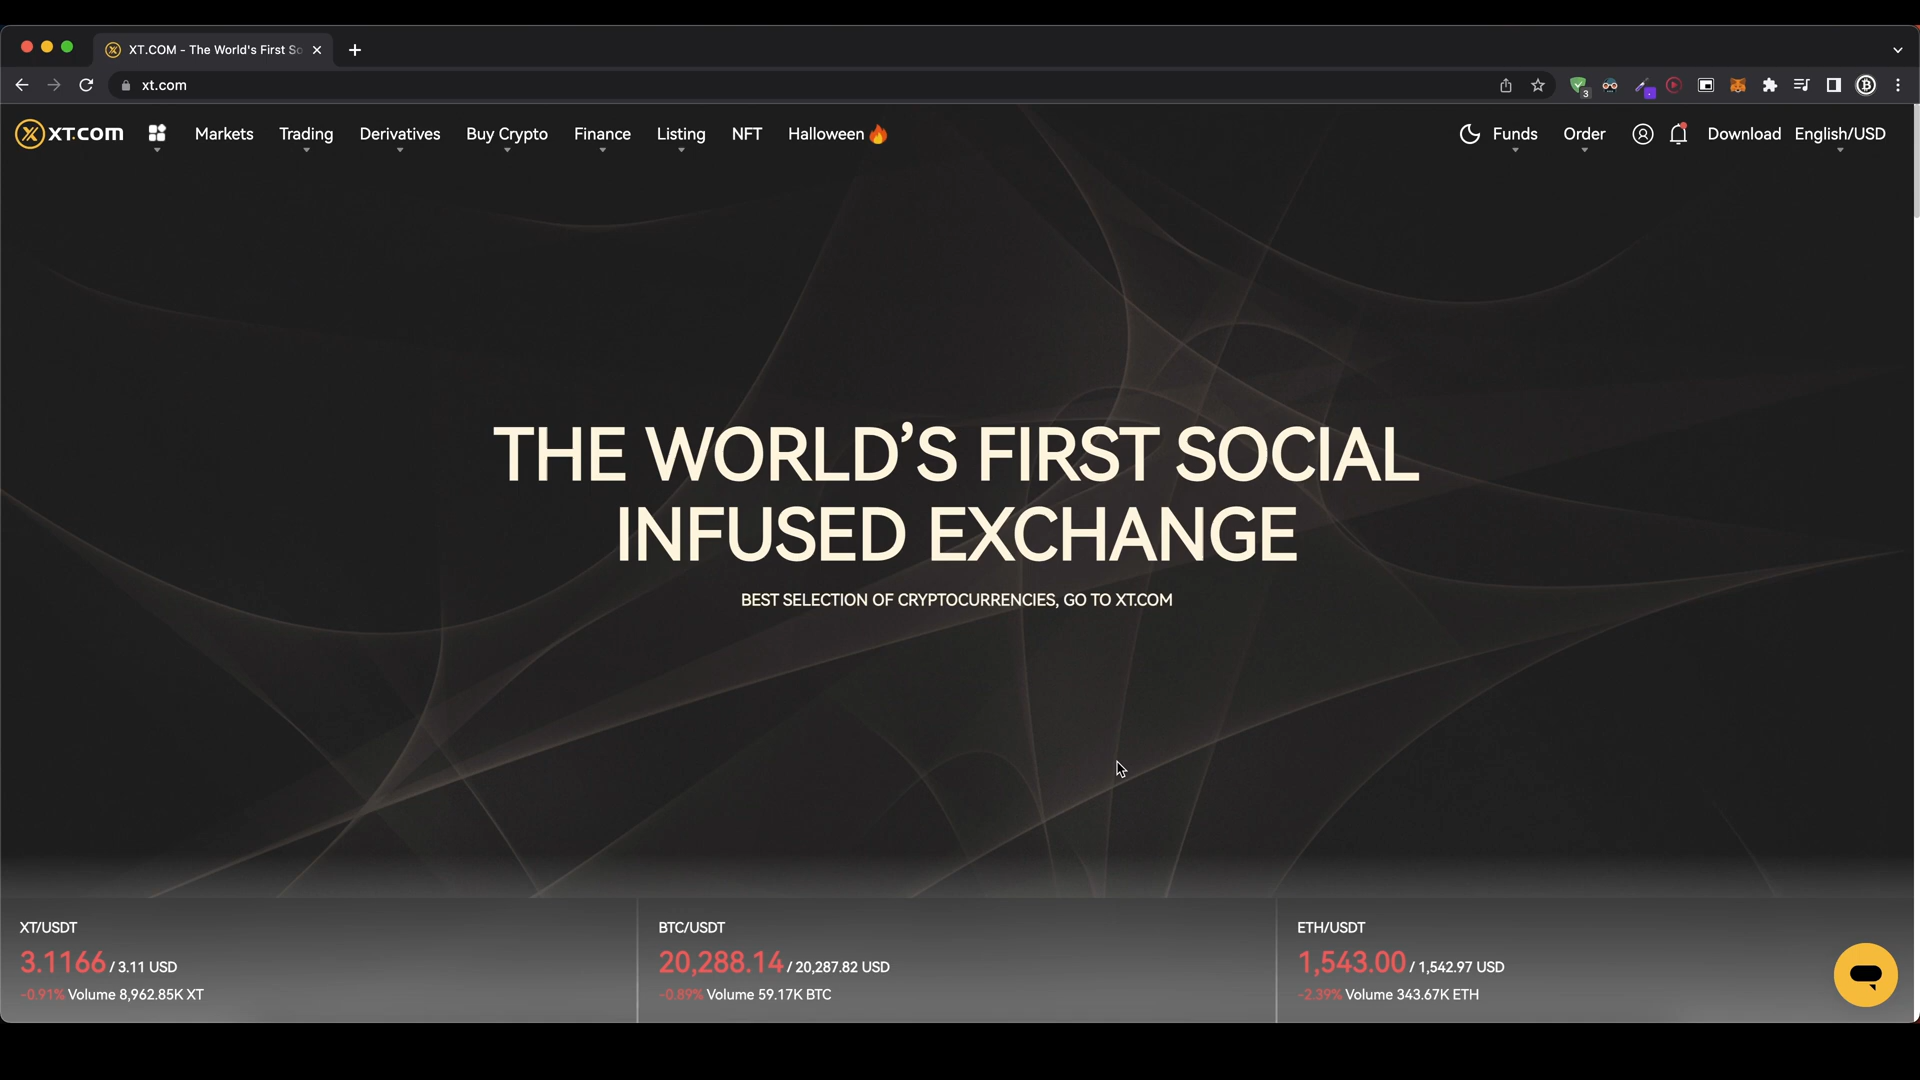 XT.COM - The World's First So
xt.com
3
XT.COM
Markets
Trading
Derivatives
Buy Crypto
Finance
Listing
NFT
Halloween🔥
Funds
Order
Download
English/USD
THE WORLD’S FIRST SOCIAL
INFUSED EXCHANGE
BEST SELECTION OF CRYPTOCURRENCIES, GO TO XT.COM
XT/USDT
3.1166 / 3.11 USD
-0.91% Volume 8,962.85K XT
BTC/USDT
20,288.14 / 20,287.82 USD
-0.89% Volume 59.17K BTC
ETH/USDT
1,543.00 / 1,542.97 USD
-2.39% Volume 343.67K ETH